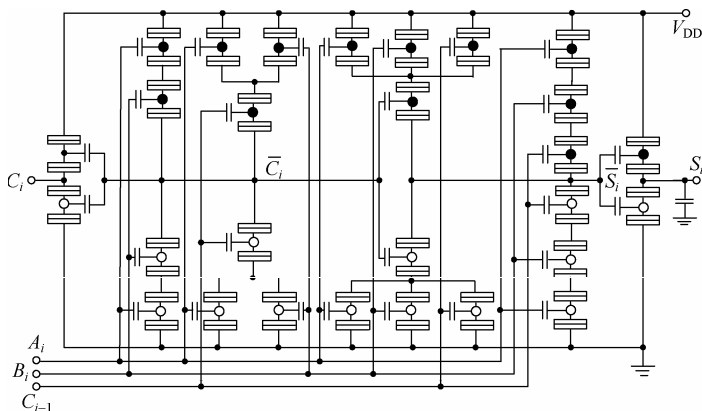 V_DD
C_i
C̅_i
S̅_i
S_i
A_i
B_i
C_{i–1}